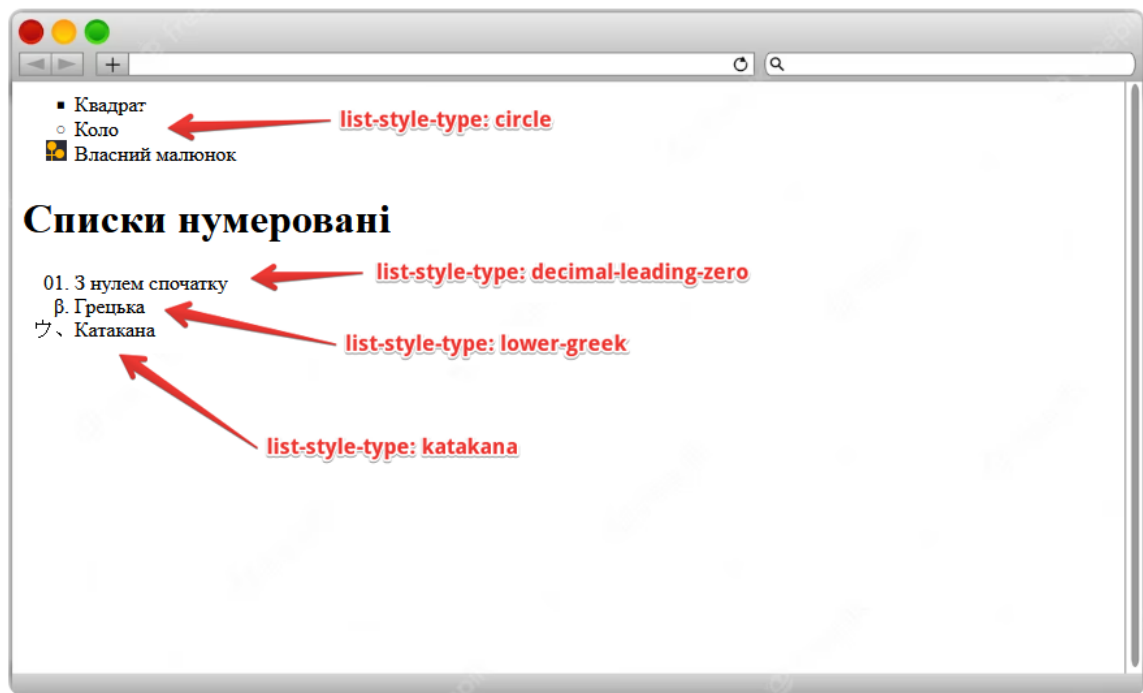 ▪ Квадрат
○ Коло
list-style-type: circle
Власний малюнок
Списки нумеровані
01. З нулем спочатку
list-style-type: decimal-leading-zero
β. Грецька
ウ、Катакана
list-style-type: lower-greek
list-style-type: katakana